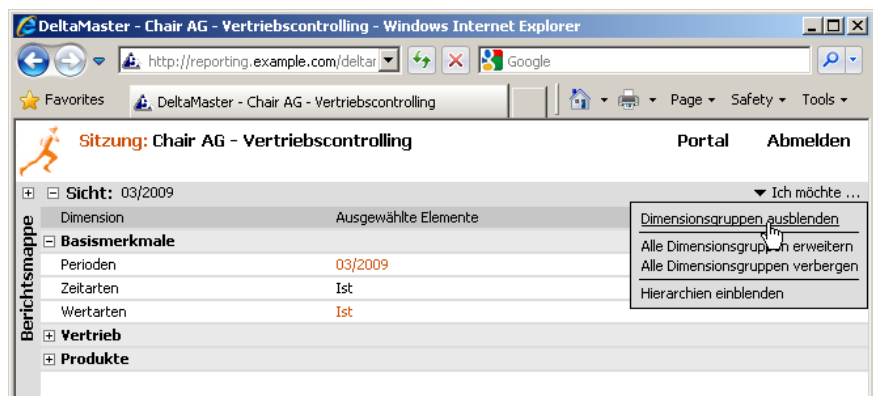 DeltaMaster - Chair AG - Vertriebscontrolling - Windows Internet Explorer
http://reporting.example.com/deltar Google
Favorites DeltaMaster - Chair AG - Vertriebscontrolling Page Safety Tools
Sitzung: Chair AG - Vertriebscontrolling Portal Abmelden
Sicht: 03/2009 Ich möchte ...
Dimension Ausgewählte Elemente Dimensionsgruppen ausblenden
Basismerkmale Alle Dimensionsgruppen erweitern
Perioden 03/2009 Alle Dimensionsgruppen verbergen
Zeitarten Ist Hierarchien einblenden
Wertarten Ist
Vertrieb
Produkte
Berichtsmappe